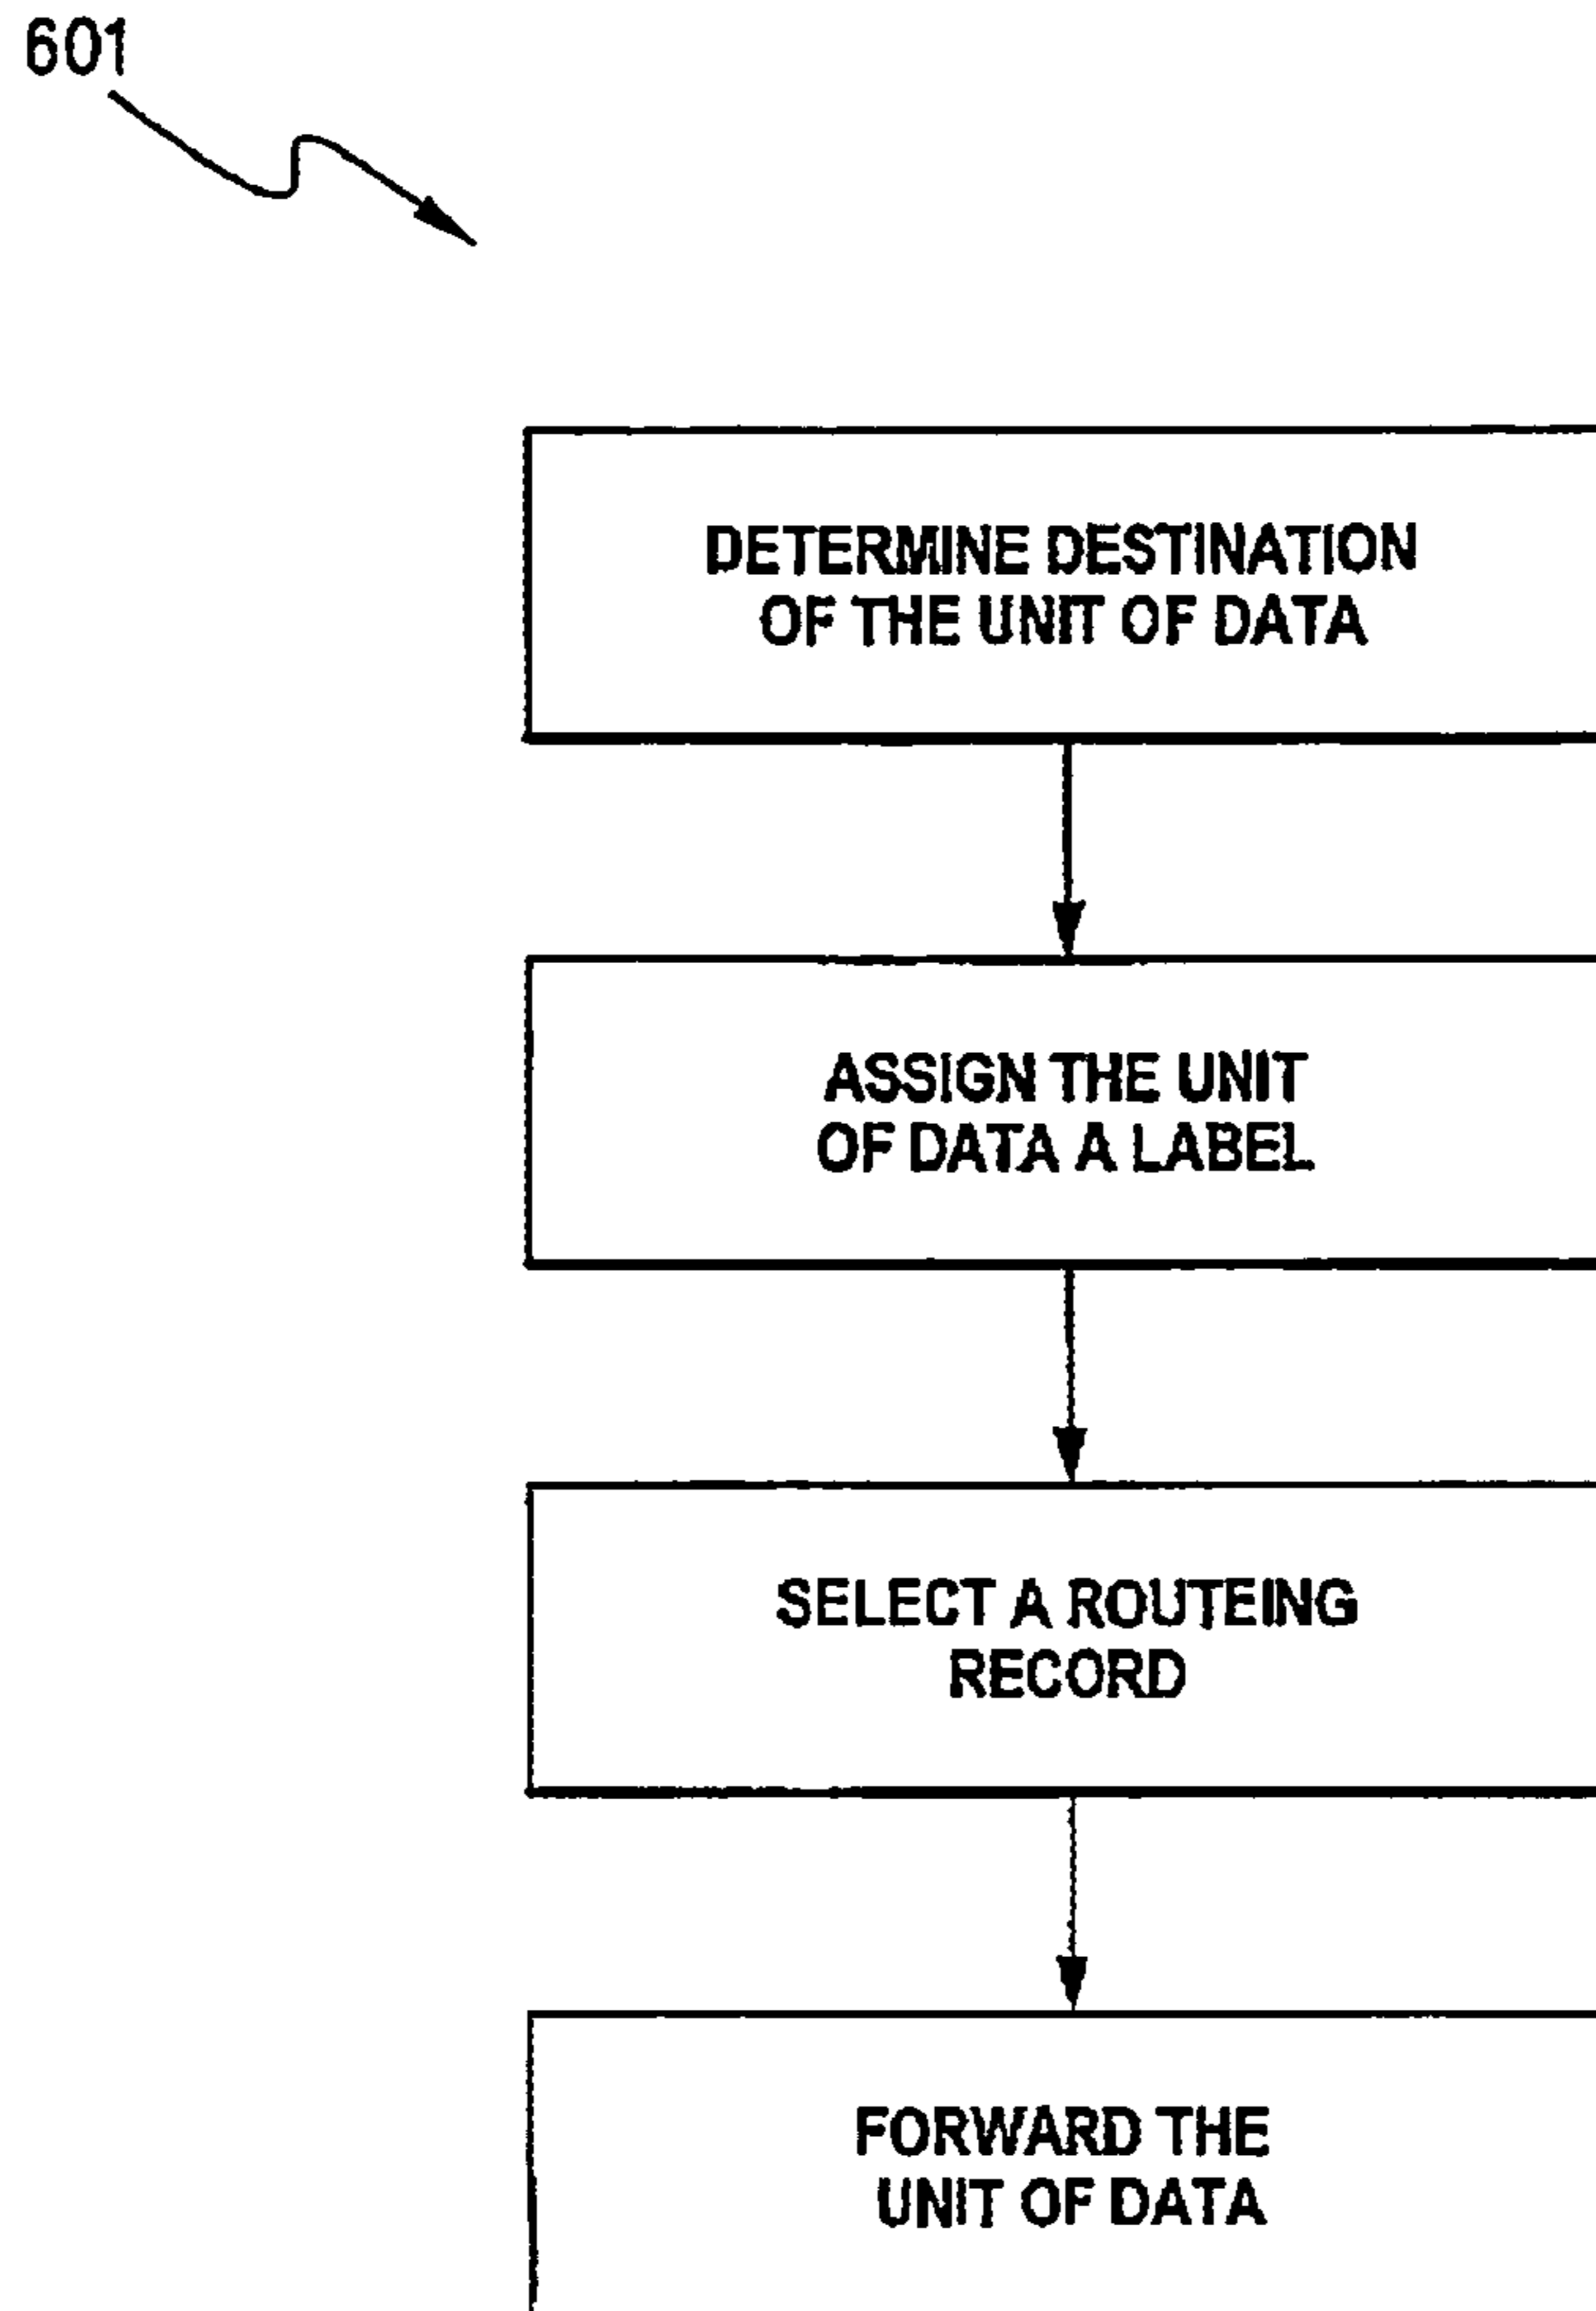 601
DETERMINE DESTINATION
OF THE UNIT OF DATA
ASSIGN THE UNIT
OF DATA A LABEL
SELECT A ROUTEING
RECORD
FORWARD THE
UNIT OF DATA